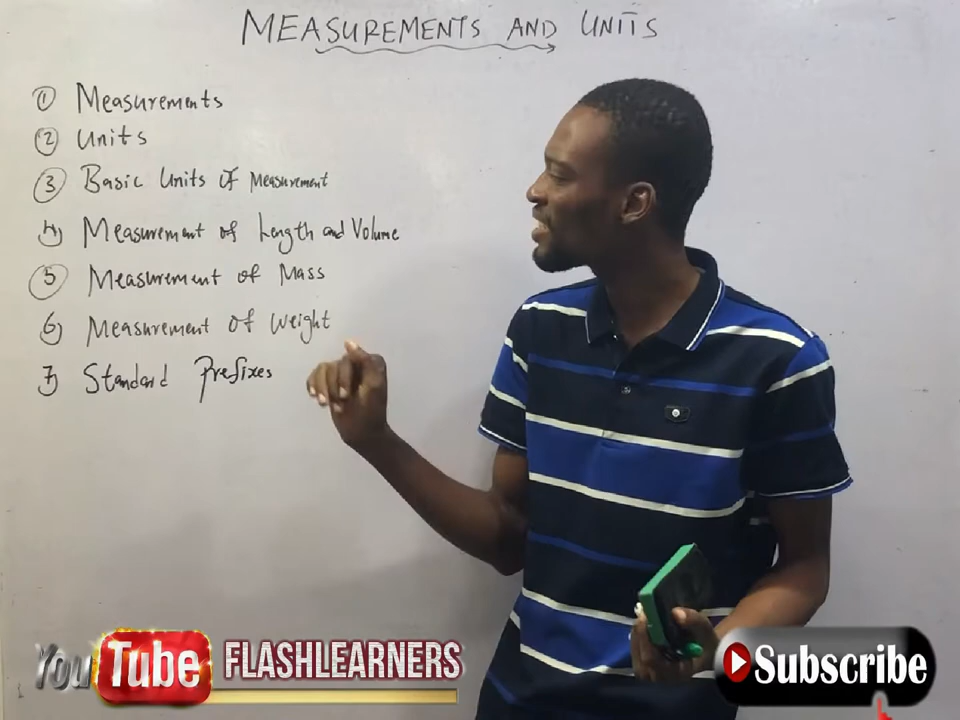 MEASUREMENTS AND UNITS
1 Measurements
2 Units
3 Basic Units of Measurement
4 Measurement of Length and Volume
5 Measurement of Mass
6 Measurement of Weight
7 Standard Prefixes
YouTube FLASHLEARNERS
Subscribe